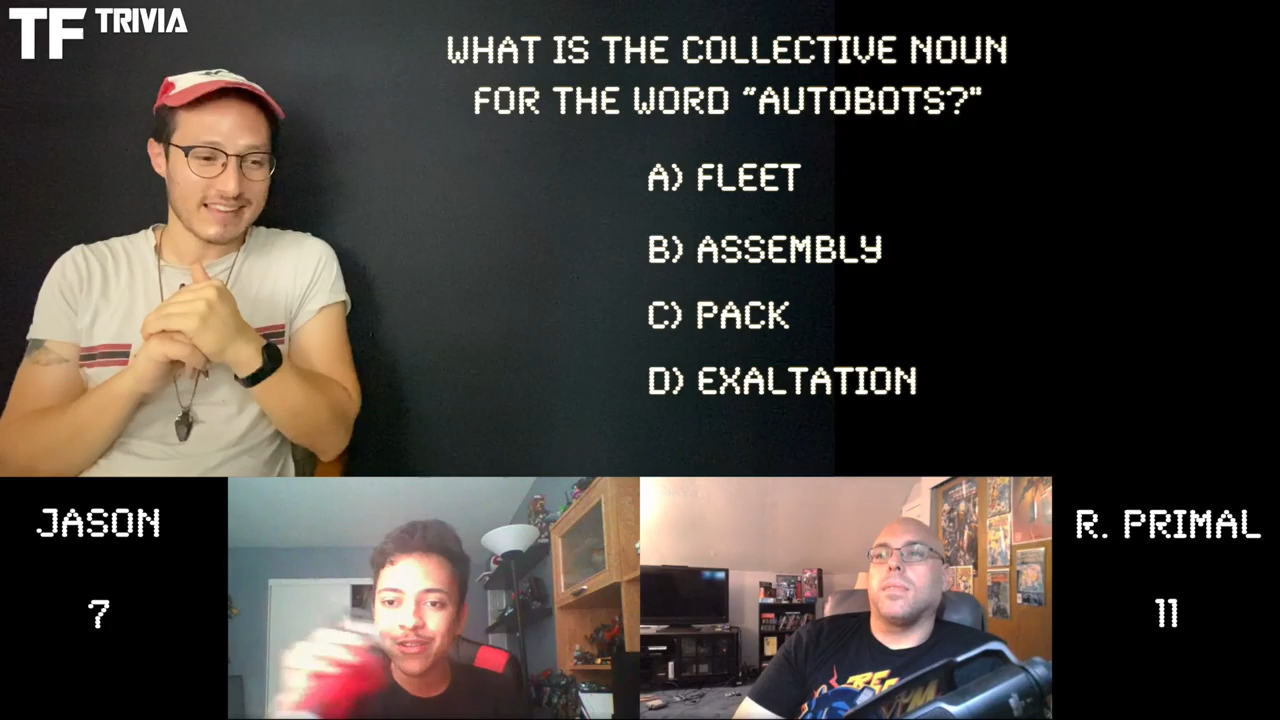 TF TRIVIA
WHAT IS THE COLLECTIVE NOUN
FOR THE WORD "AUTOBOTS?"
A) FLEET
B) ASSEMBLY
C) PACK
D) EXALTATION
JASON
7
R. PRIMAL
11